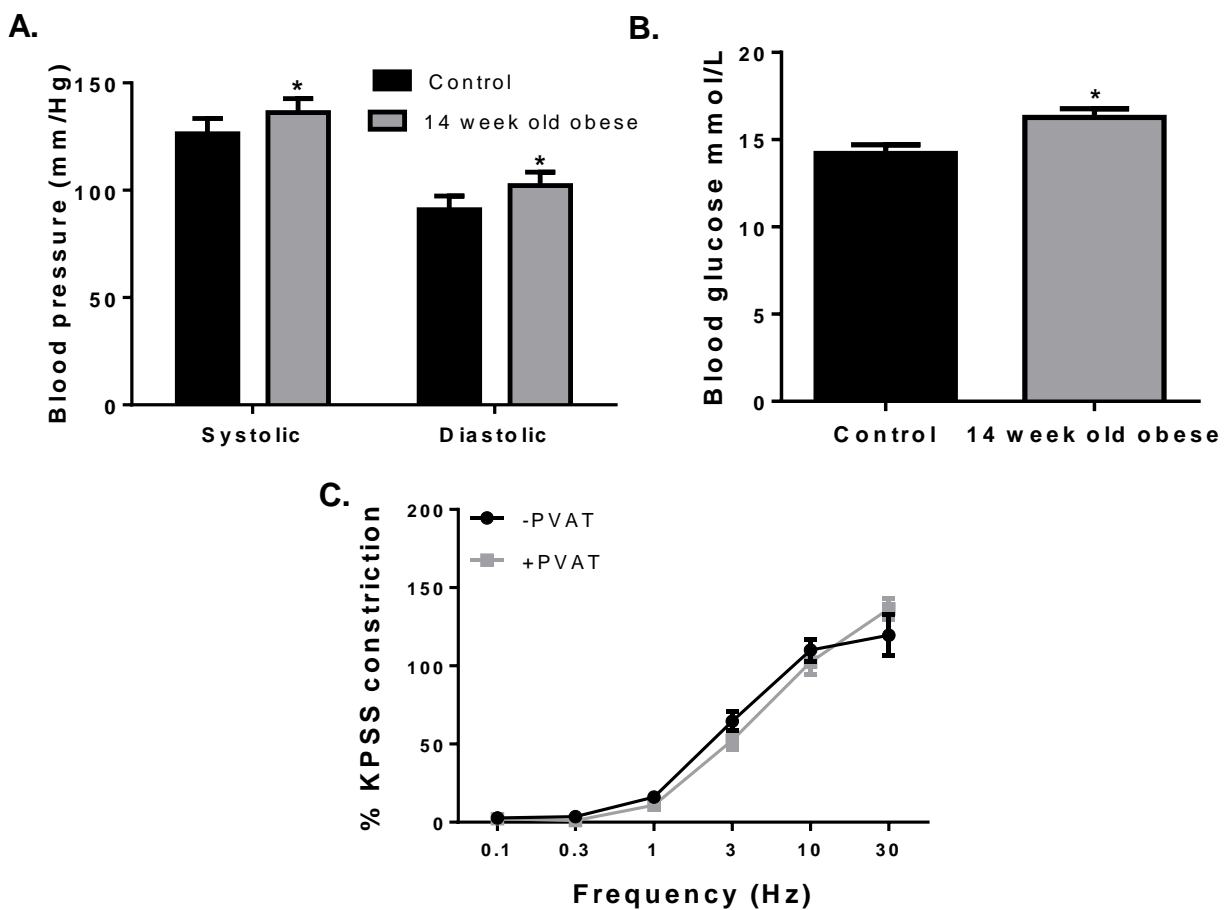 A.
Blood pressure (mm/Hg)
150
100
50
0
*
*
Control
14 week old obese
Systolic
Diastolic
B.
Blood glucose mmol/L
20
15
10
5
0
*
Control
14 week old obese
C.
% KPSS constriction
200
150
100
50
0
-PVAT
+PVAT
0.1
0.3
1
3
10
30
Frequency (Hz)